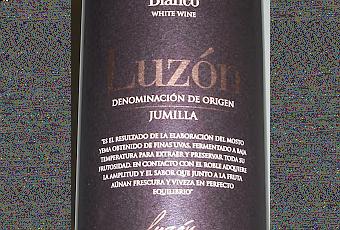 Blanco
WHITE WINE
Luzón
DENOMINACIÓN DE ORIGEN
JUMILLA
"ES EL RESULTADO DE LA ELABORACIÓN DEL MOSTO
YEMA OBTENIDO DE FINAS UVAS, FERMENTADO A BAJA
TEMPERATURA PARA EXTRAER Y PRESERVAR TODA SU
FRUTOSIDAD. EN CONTACTO CON EL ROBLE ADQUIERE
LA AMPLITUD Y EL SABOR QUE JUNTO A LA FRUTA
AÚNAN FRESCURA Y VIVEZA EN PERFECTO
EQUILIBRIO"
Luzón